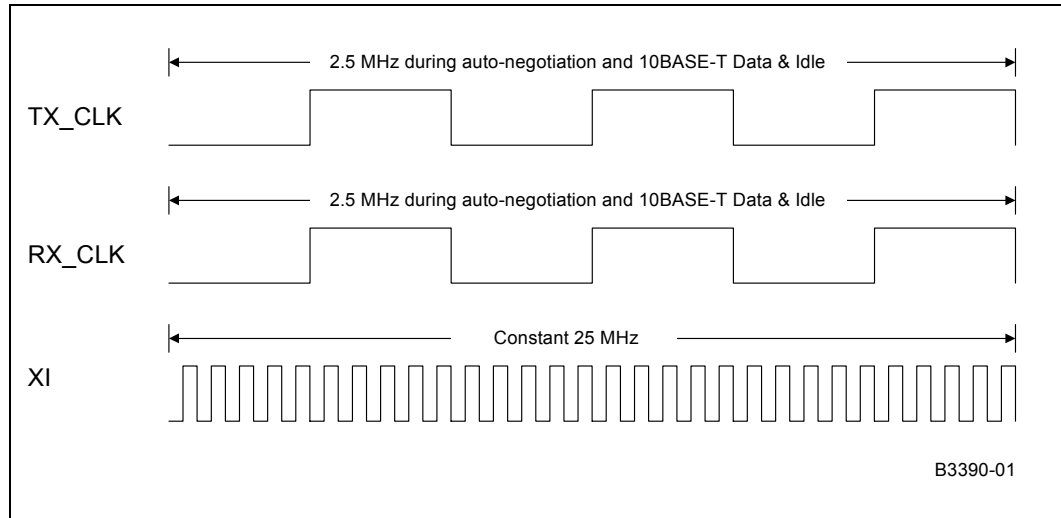 2.5 MHz during auto-negotiation and 10BASE-T Data & Idle
TX_CLK
2.5 MHz during auto-negotiation and 10BASE-T Data & Idle
RX_CLK
Constant 25 MHz
XI
B3390-01